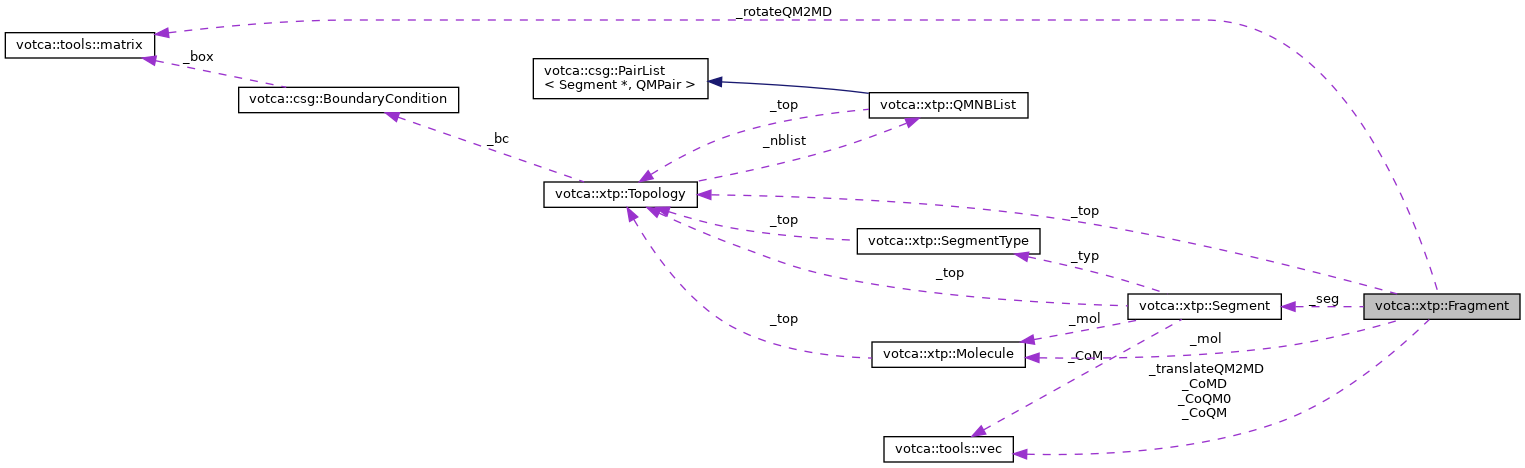 _rotateQM2MD
votca::tools::matrix
_box
votca::csg::PairList
< Segment *, QMPair >
votca::csg::BoundaryCondition
votca::xtp::QMNBList
_top
_bc
_nblist
votca::xtp::Topology
_top
_top
votca::xtp::SegmentType
_typ
_top
votca::xtp::Segment
_seg
votca::xtp::Fragment
_top
_mol
_mol
votca::xtp::Molecule
_CoM
_translateQM2MD
_CoMD
_CoQM0
_CoQM
votca::tools::vec